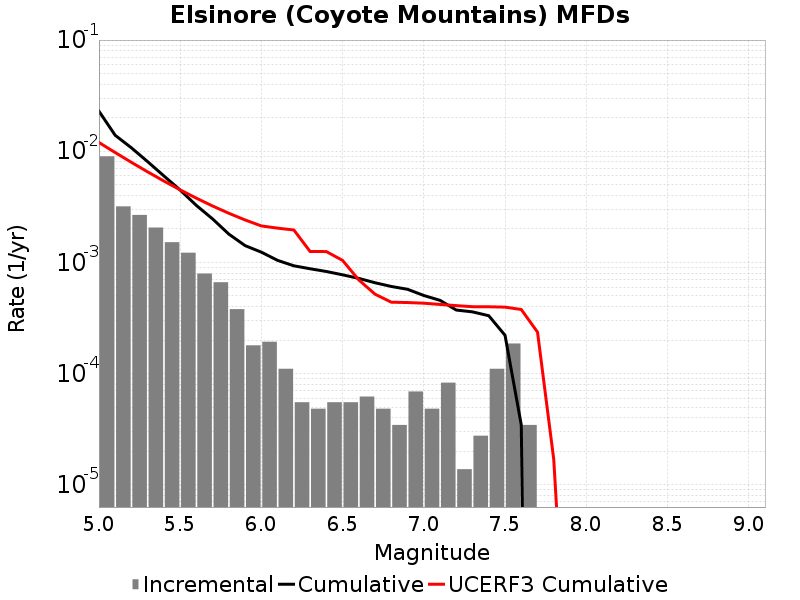 Elsinore (Coyote Mountains) MFDs
Rate (1/yr)
10-1
10-2
10-3
10-4
10-5
5.0 5.5 6.0 6.5 7.0 7.5 8.0 8.5 9.0
Magnitude
Incremental Cumulative UCERF3 Cumulative